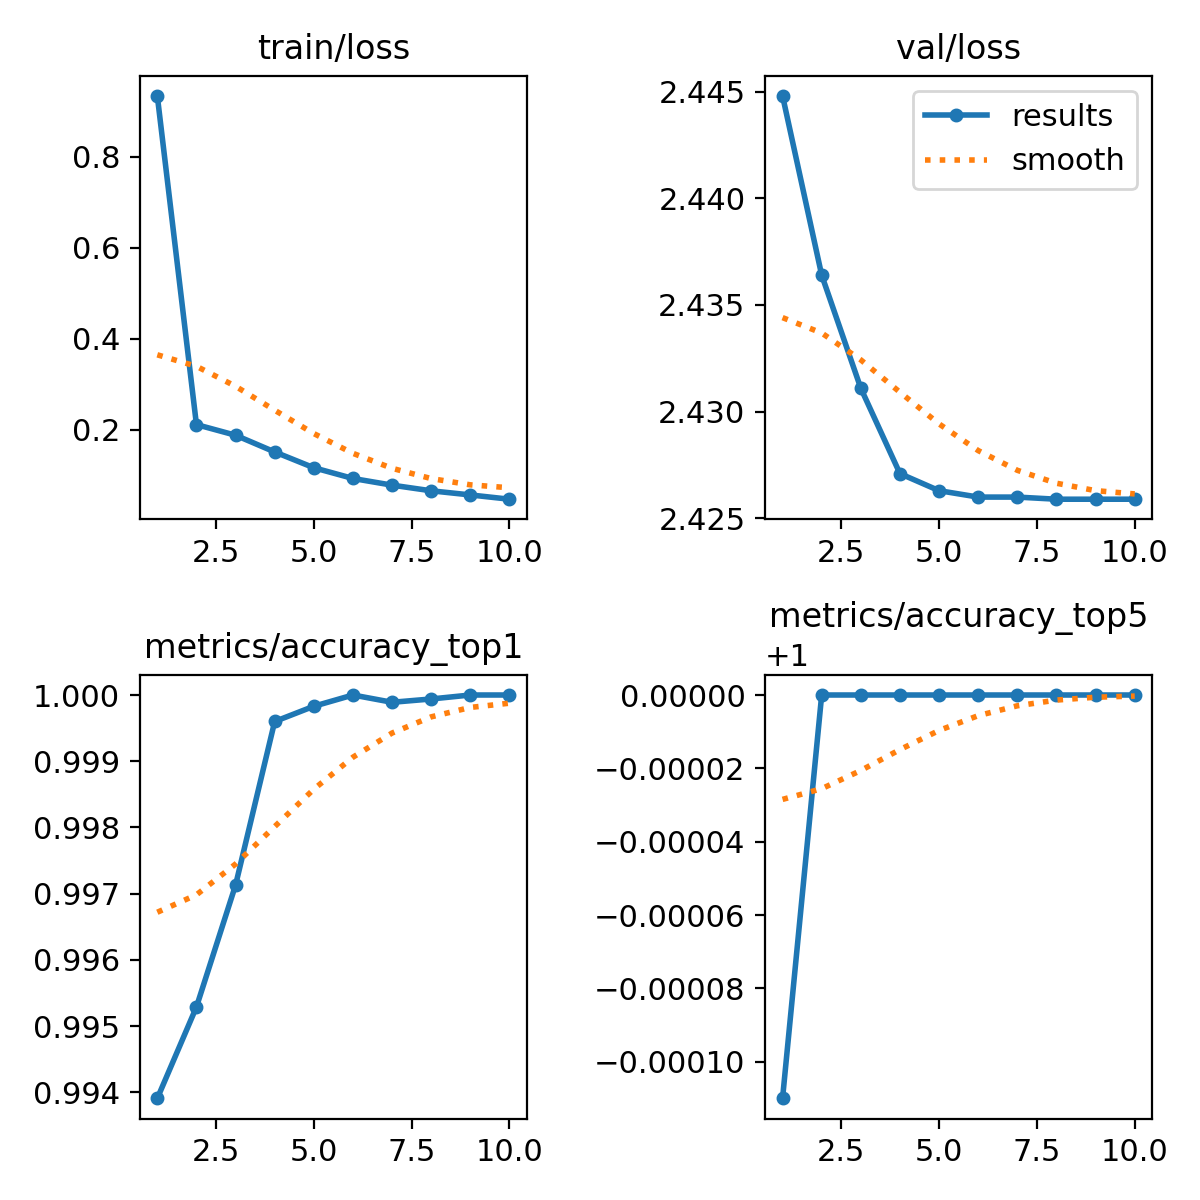 train/loss
0.8
0.6
0.4
0.2
2.5 5.0 7.5 10.0
val/loss
results
smooth
2.445
2.440
2.435
2.430
2.425
2.5 5.0 7.5 10.0
metrics/accuracy_top1
1.000
0.999
0.998
0.997
0.996
0.995
0.994
2.5 5.0 7.5 10.0
metrics/accuracy_top5
+1
0.00000
−0.00002
−0.00004
−0.00006
−0.00008
−0.00010
2.5 5.0 7.5 10.0